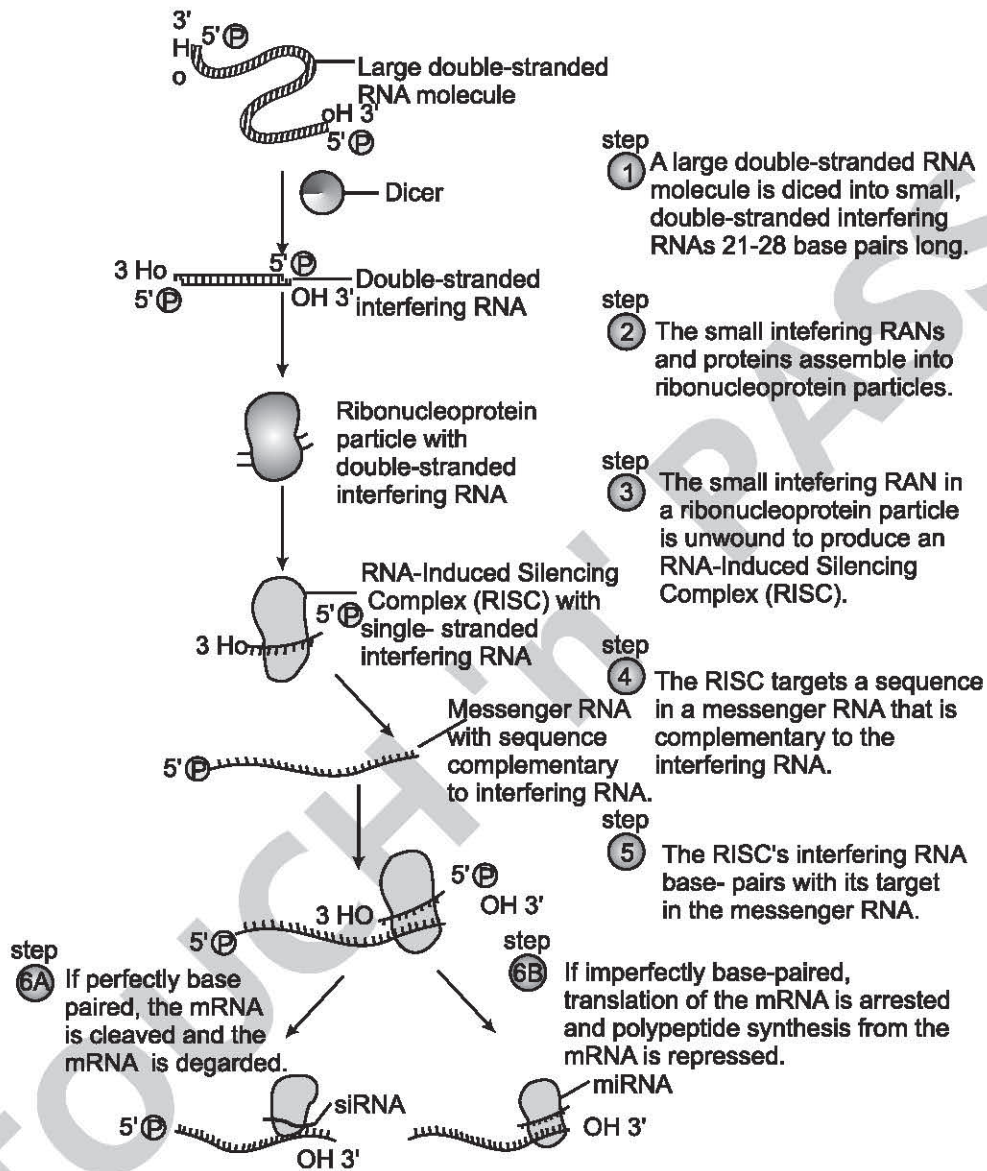 3'
H 5' P
o
Large double-stranded
RNA molecule
oH 3'
5' P
Dicer
step
1 A large double-stranded RNA
molecule is diced into small,
double-stranded interfering
RNAs 21-28 base pairs long.
5' P
3 Ho
5' P
OH 3'
Double-stranded
interfering RNA
step
2 The small intefering RANs
and proteins assemble into
ribonucleoprotein particles.
Ribonucleoprotein
particle with
double-stranded
interfering RNA
step
3 The small intefering RAN in
a ribonucleoprotein particle
is unwound to produce an
RNA-Induced Silencing
Complex (RISC).
RNA-Induced Silencing
Complex (RISC) with
5' P
single- stranded
interfering RNA
3 Ho
step
4 The RISC targets a sequence
in a messenger RNA that is
complementary to the
interfering RNA.
Messenger RNA
with sequence
complementary
to interfering RNA.
5' P
step
5 The RISC's interfering RNA
base- pairs with its target
in the messenger RNA.
5' P
3 HO
OH 3'
5' P
step
6A If perfectly base
paired, the mRNA
is cleaved and the
mRNA is degarded.
step
6B If imperfectly base-paired,
translation of the mRNA is arrested
and polypeptide synthesis from the
mRNA is repressed.
siRNA
5' P
OH 3'
miRNA
OH 3'
TOUCH 'n' PASS